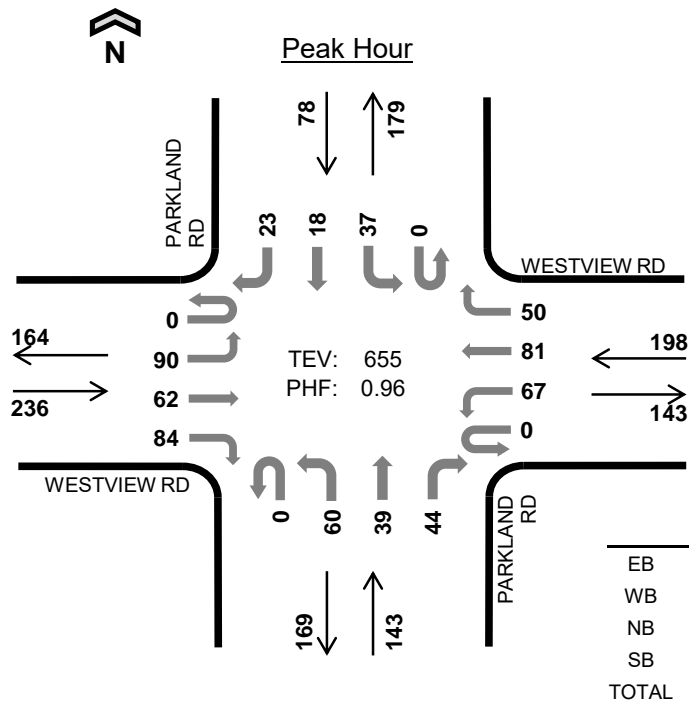 N
Peak Hour
78
179
PARKLAND
RD
23
18
37
0
WESTVIEW RD
0
90
62
84
164
236
TEV: 655
PHF: 0.96
50
81
67
0
198
143
WESTVIEW RD
0
60
39
44
PARKLAND
RD
169
143
EB
WB
NB
SB
TOTAL